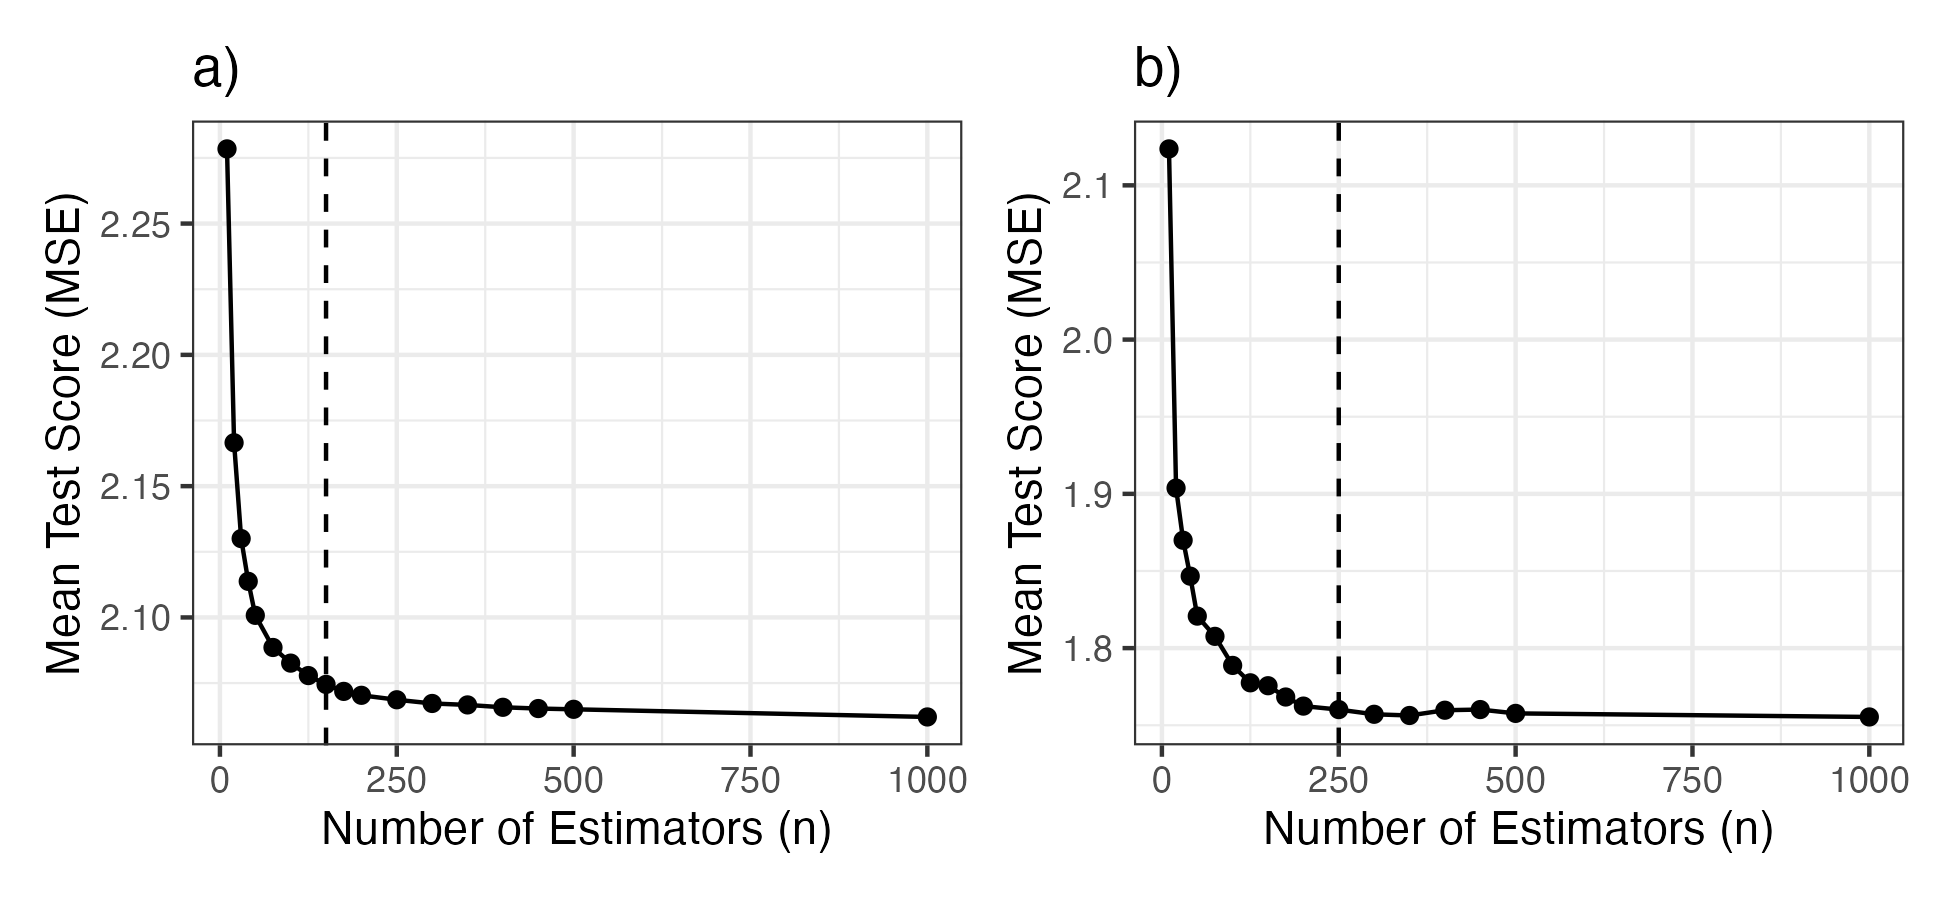 a)
Mean Test Score (MSE)
2.25
2.20
2.15
2.10
0 250 500 750 1000
Number of Estimators (n)
b)
Mean Test Score (MSE)
2.1
2.0
1.9
1.8
0 250 500 750 1000
Number of Estimators (n)